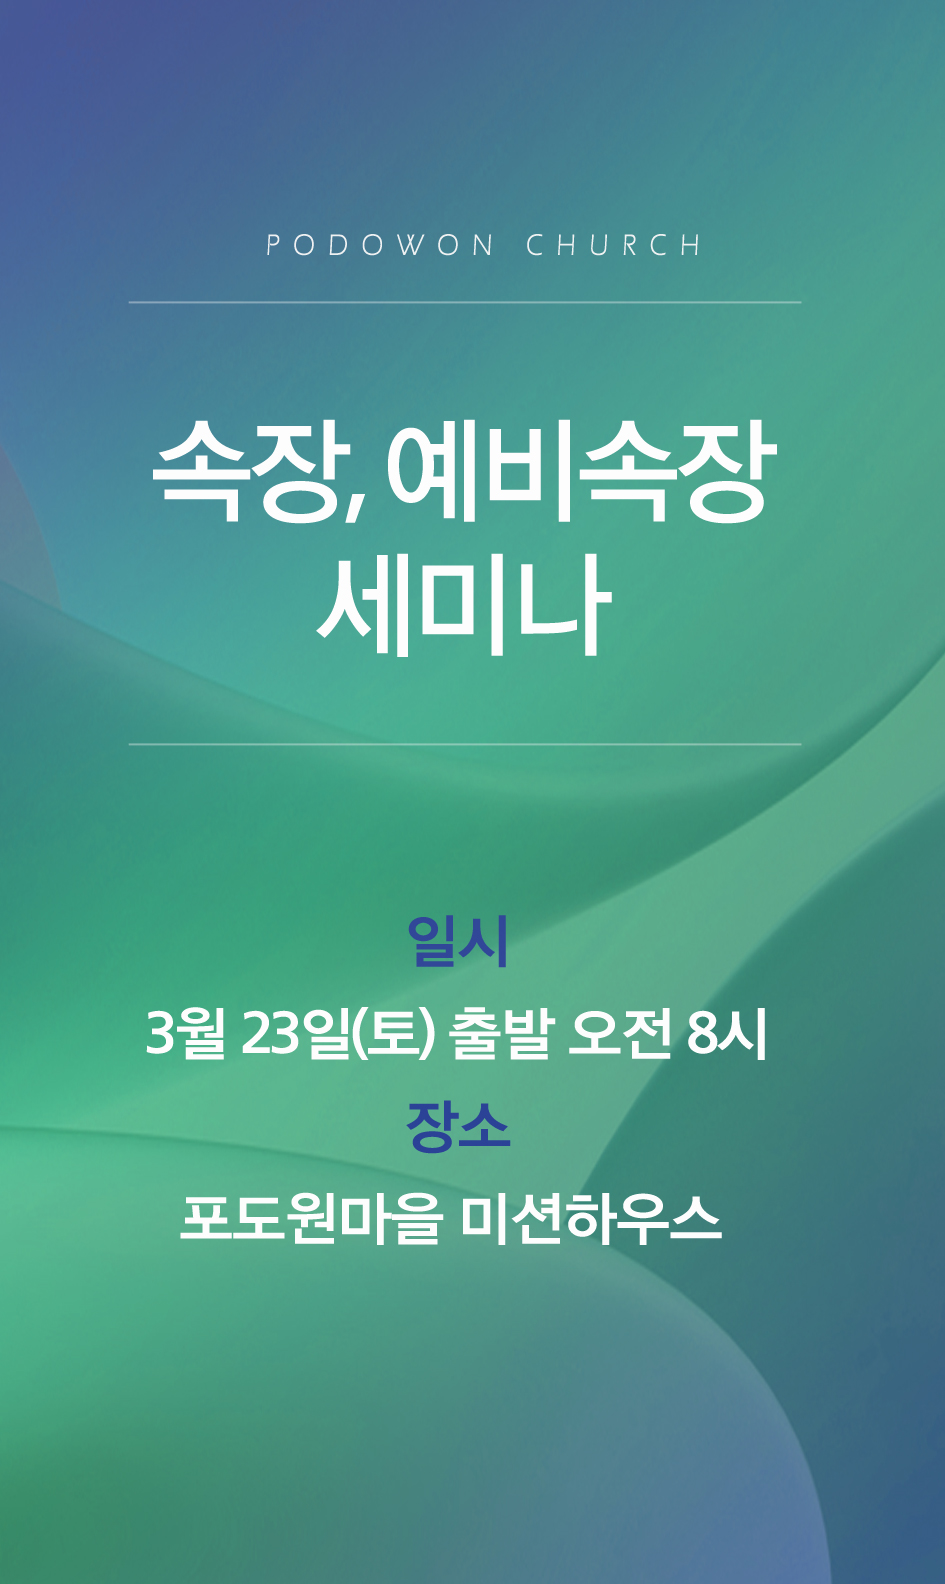 PODOWON CHURCH
속장, 예비속장
세미나
일시
3월 23일(토) 출발 오전 8시
장소
포도원마을 미션하우스